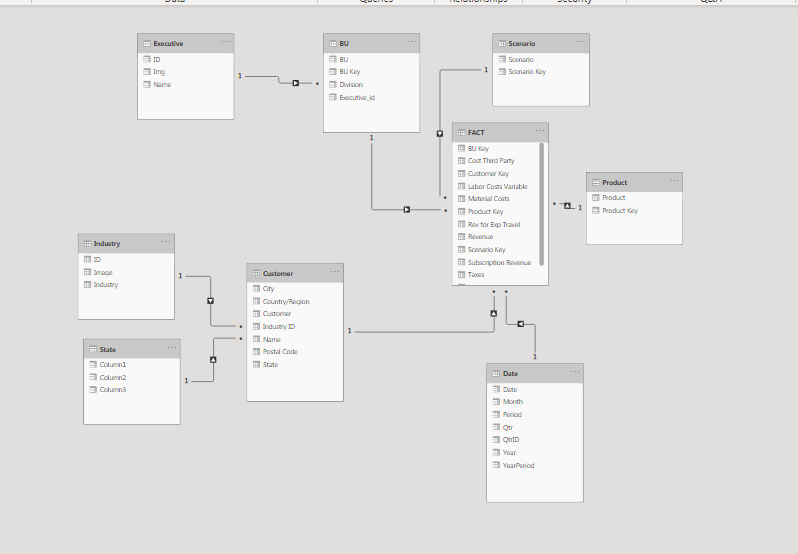 Data
Queries
Relationships
Security
Q&A
Executive
ID
Img
Name
BU
BU
BU Key
Division
Executive_id
Scenario
Scenario
Scenario Key
1
*
1
1
FACT
BU Key
Cost Third Party
Customer Key
Labor Costs Variable
Material Costs
Product Key
Rev for Exp Travel
Revenue
Scenario Key
Subscription Revenue
Taxes
*
*
Product
Product
Product Key
*
1
Industry
ID
Image
Industry
1
*
Customer
City
Country/Region
Customer
Industry ID
Name
Postal Code
State
State
Column1
Column2
Column3
1
*
1
*
*
1
Date
Date
Month
Period
Qtr
QtrID
Year
YearPeriod